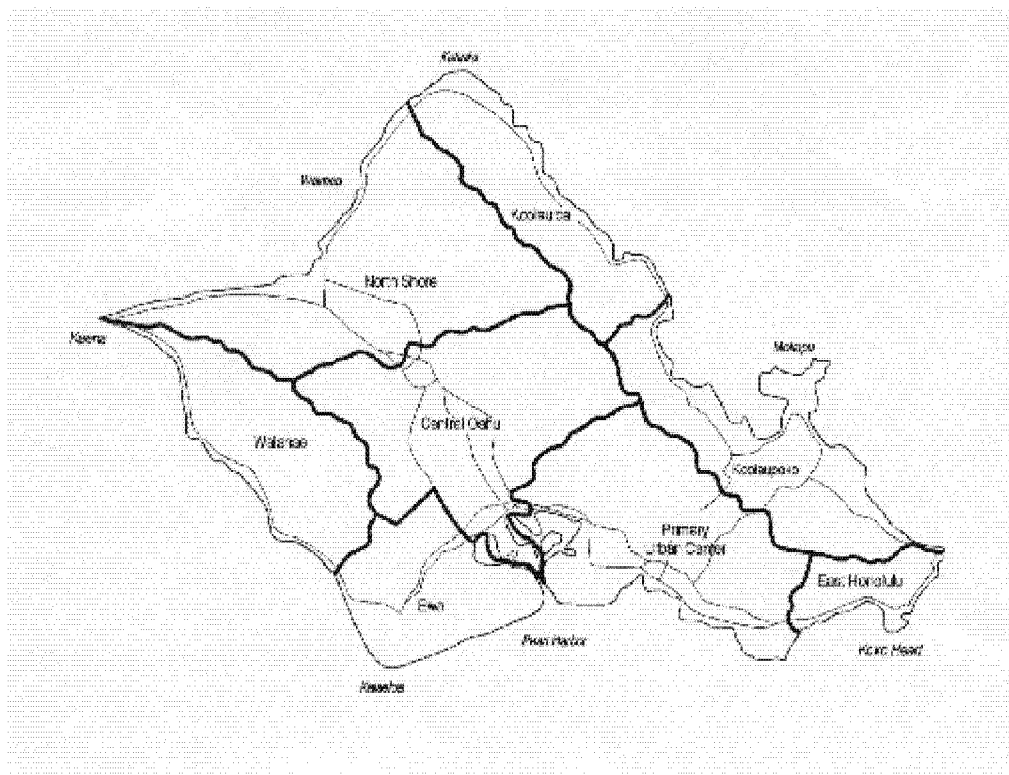 Kahuku
Waimea
Koolauloa
North Shore
Kaena
Mokapu
Central Oahu
Waianae
Koolaupoko
Primary
Urban Center
East Honolulu
Ewa
Pearl Harbor
Koko Head